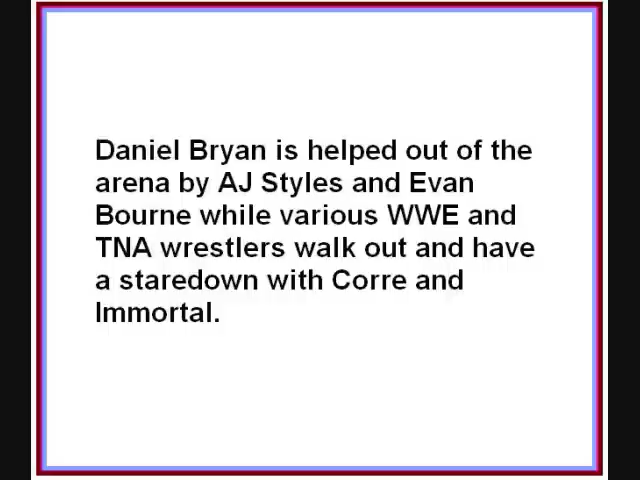 Daniel Bryan is helped out of the
arena by AJ Styles and Evan
Bourne while various WWE and
TNA wrestlers walk out and have
a staredown with Corre and
Immortal.